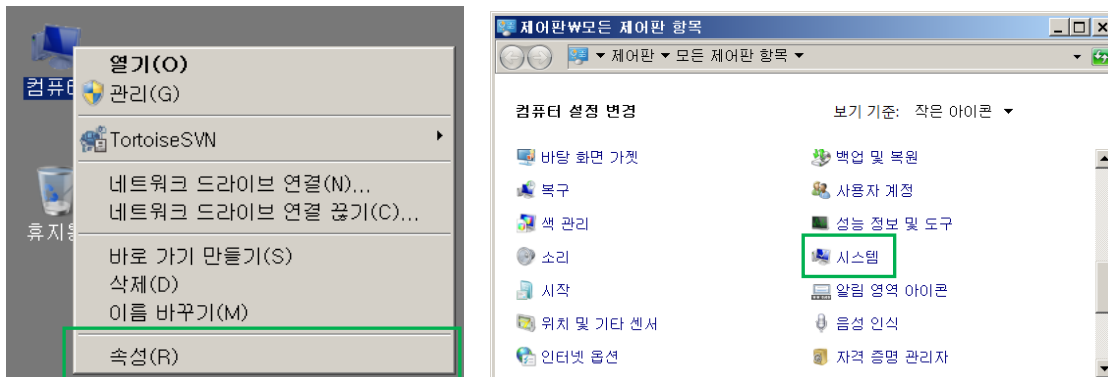 컴퓨터
열기(O)
관리(G)
TortoiseSVN
네트워크 드라이브 연결(N)...
네트워크 드라이브 연결 끊기(C)...
휴지통
바로 가기 만들기(S)
삭제(D)
이름 바꾸기(M)
속성(R)
제어판₩모든 제어판 항목
제어판 모든 제어판 항목
컴퓨터 설정 변경 보기 기준: 작은 아이콘
바탕 화면 가젯 백업 및 복원
복구 사용자 계정
색 관리 성능 정보 및 도구
소리 시스템
시작 알림 영역 아이콘
위치 및 기타 센서 음성 인식
인터넷 옵션 자격 증명 관리자